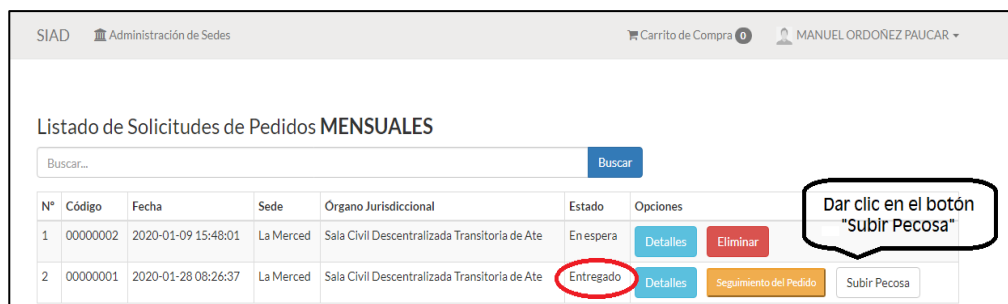 SIAD Administración de Sedes Carrito de Compra 0 MANUEL ORDOÑEZ PAUCAR
Listado de Solicitudes de Pedidos MENSUALES
Buscar... Buscar
Dar clic en el botón
"Subir Pecosa"
N° Código Fecha Sede Órgano Jurisdiccional Estado Opciones
1 00000002 2020-01-09 15:48:01 La Merced Sala Civil Descentralizada Transitoria de Ate En espera Detalles Eliminar
2 00000001 2020-01-28 08:26:37 La Merced Sala Civil Descentralizada Transitoria de Ate Entregado Detalles Seguimiento del Pedido Subir Pecosa